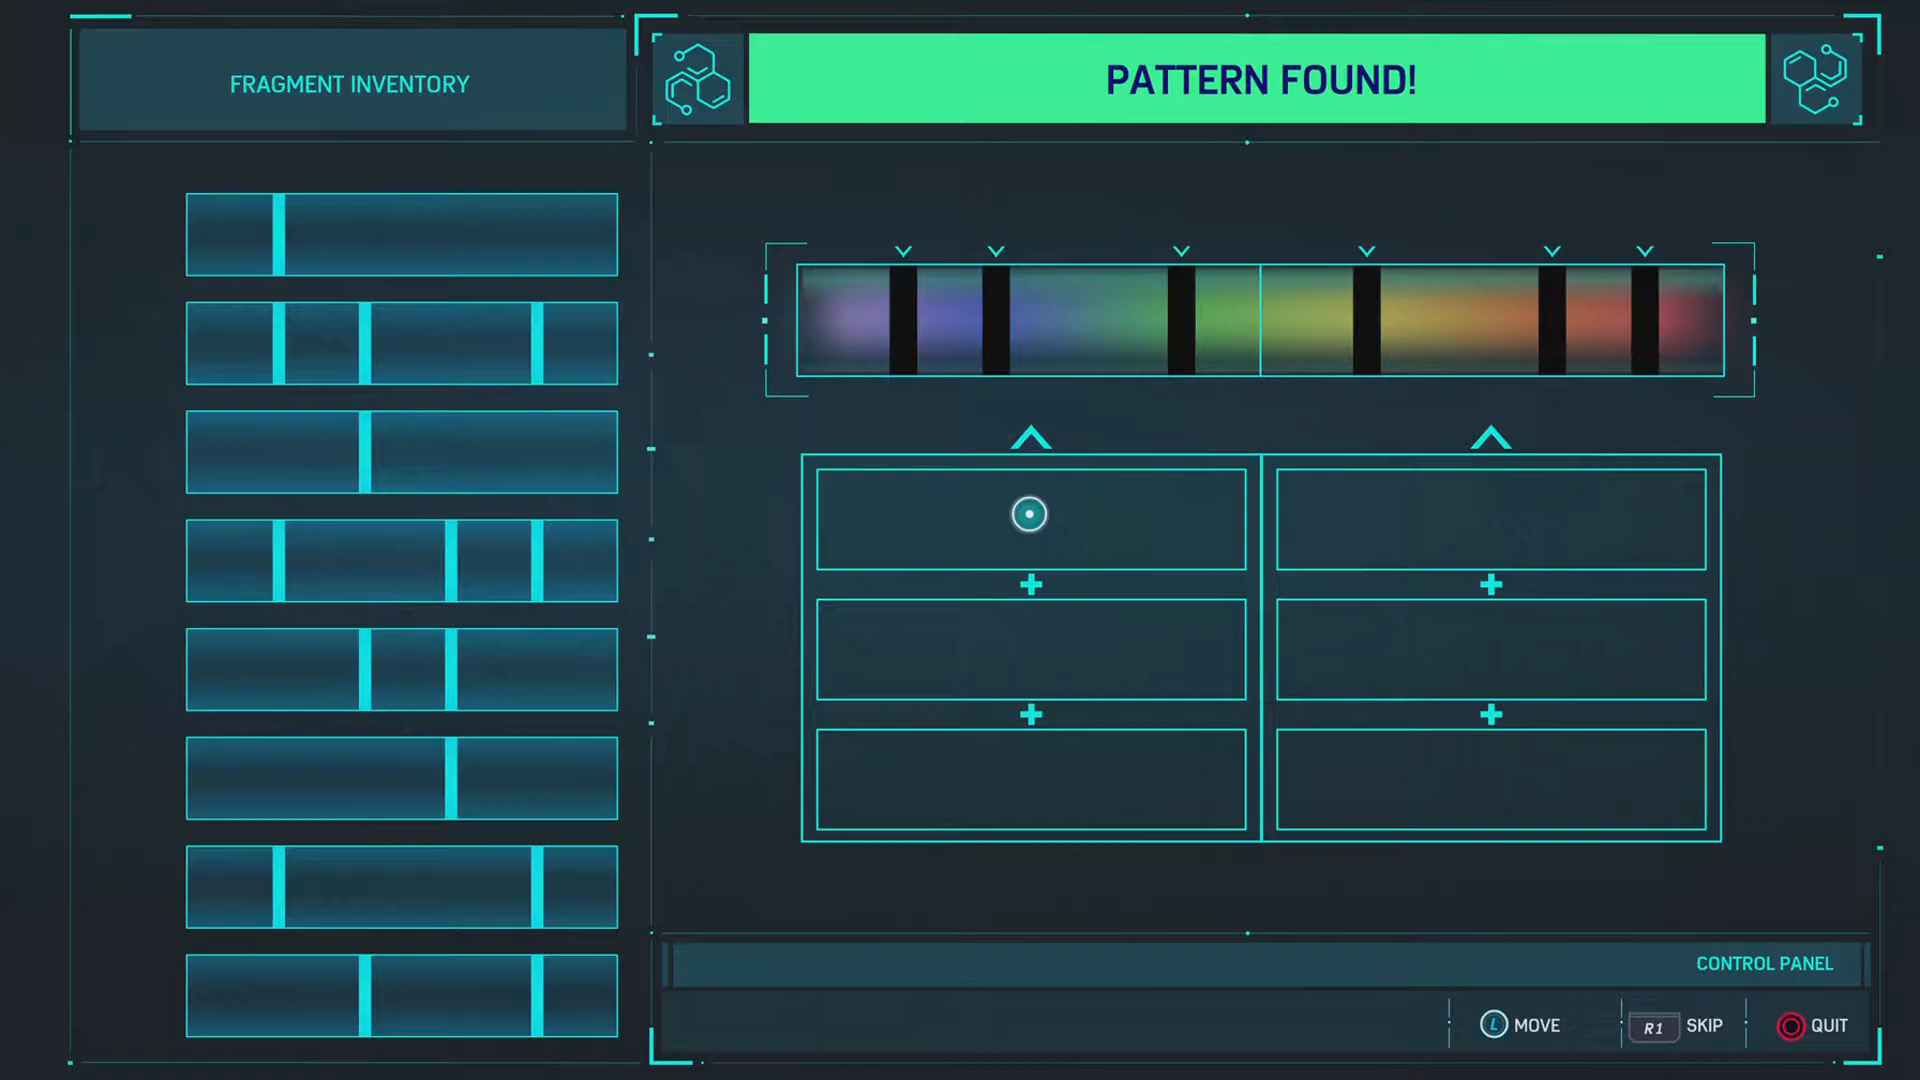 FRAGMENT INVENTORY
PATTERN FOUND!
CONTROL PANEL
L MOVE
R1 SKIP
QUIT